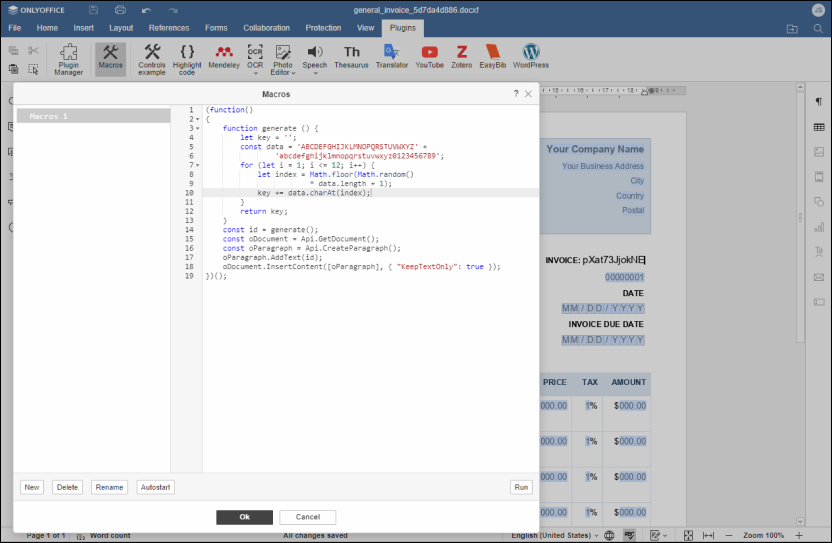 ONLYOFFICE
general_invoice_5d7da4d886.docxf
JS
File Home Insert Layout References Forms Collaboration Protection View Plugins
Plugin Manager
Macros
Controls example
Highlight code
Mendeley
OCR
OCR
Photo Editor
Speech
Th
Thesaurus
Translator
YouTube
Zotero
EasyBib
WordPress
Macros
?
Macros 1
1 (function()
2 {
3 function generate () {
4 let key = '';
5 const data = 'ABCDEFGHIJKLMNOPQRSTUVWXYZ' +
6 'abcdefghijklmnopqrstuvwxyz0123456789';
7 for (let i = 1; i <= 12; i++) {
8 let index = Math.floor(Math.random()
9 * data.length + 1);
10 key += data.charAt(index);
11 }
12 return key;
13 }
14 const id = generate();
15 const oDocument = Api.GetDocument();
16 const oParagraph = Api.CreateParagraph();
17 oParagraph.AddText(id);
18 oDocument.InsertContent([oParagraph], { "KeepTextOnly": true });
19 })();
New Delete Rename Autostart Run
Ok Cancel
Your Company Name
Your Business Address
City
Country
Postal
INVOICE: pXat73JjokNE
00000001
DATE
MM/DD/YYYY
INVOICE DUE DATE
MM/DD/YYYY
PRICE TAX AMOUNT
000.00 1% $000.00
000.00 1% $000.00
000.00 1% $000.00
000.00 1% $000.00
Page 1 of 1 Word count All changes saved English (United States) Zoom 100%